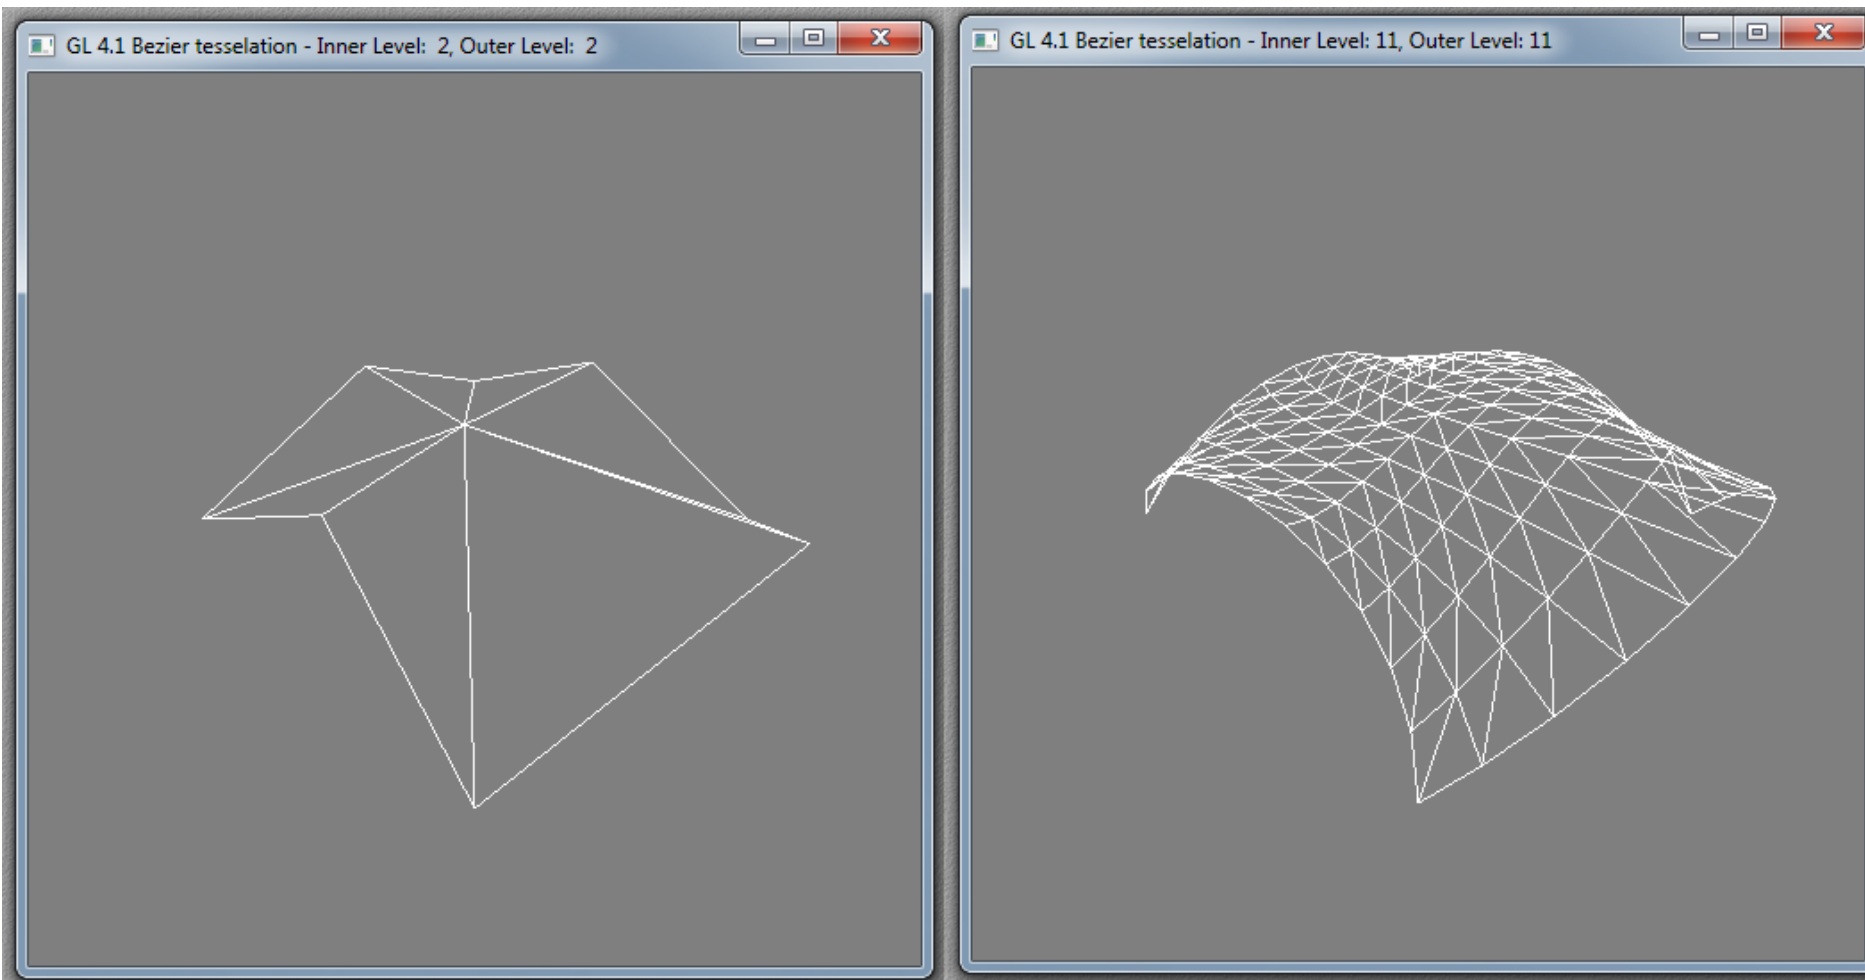 GL 4.1 Bezier tesselation - Inner Level:  2, Outer Level:  2
GL 4.1 Bezier tesselation - Inner Level: 11, Outer Level: 11